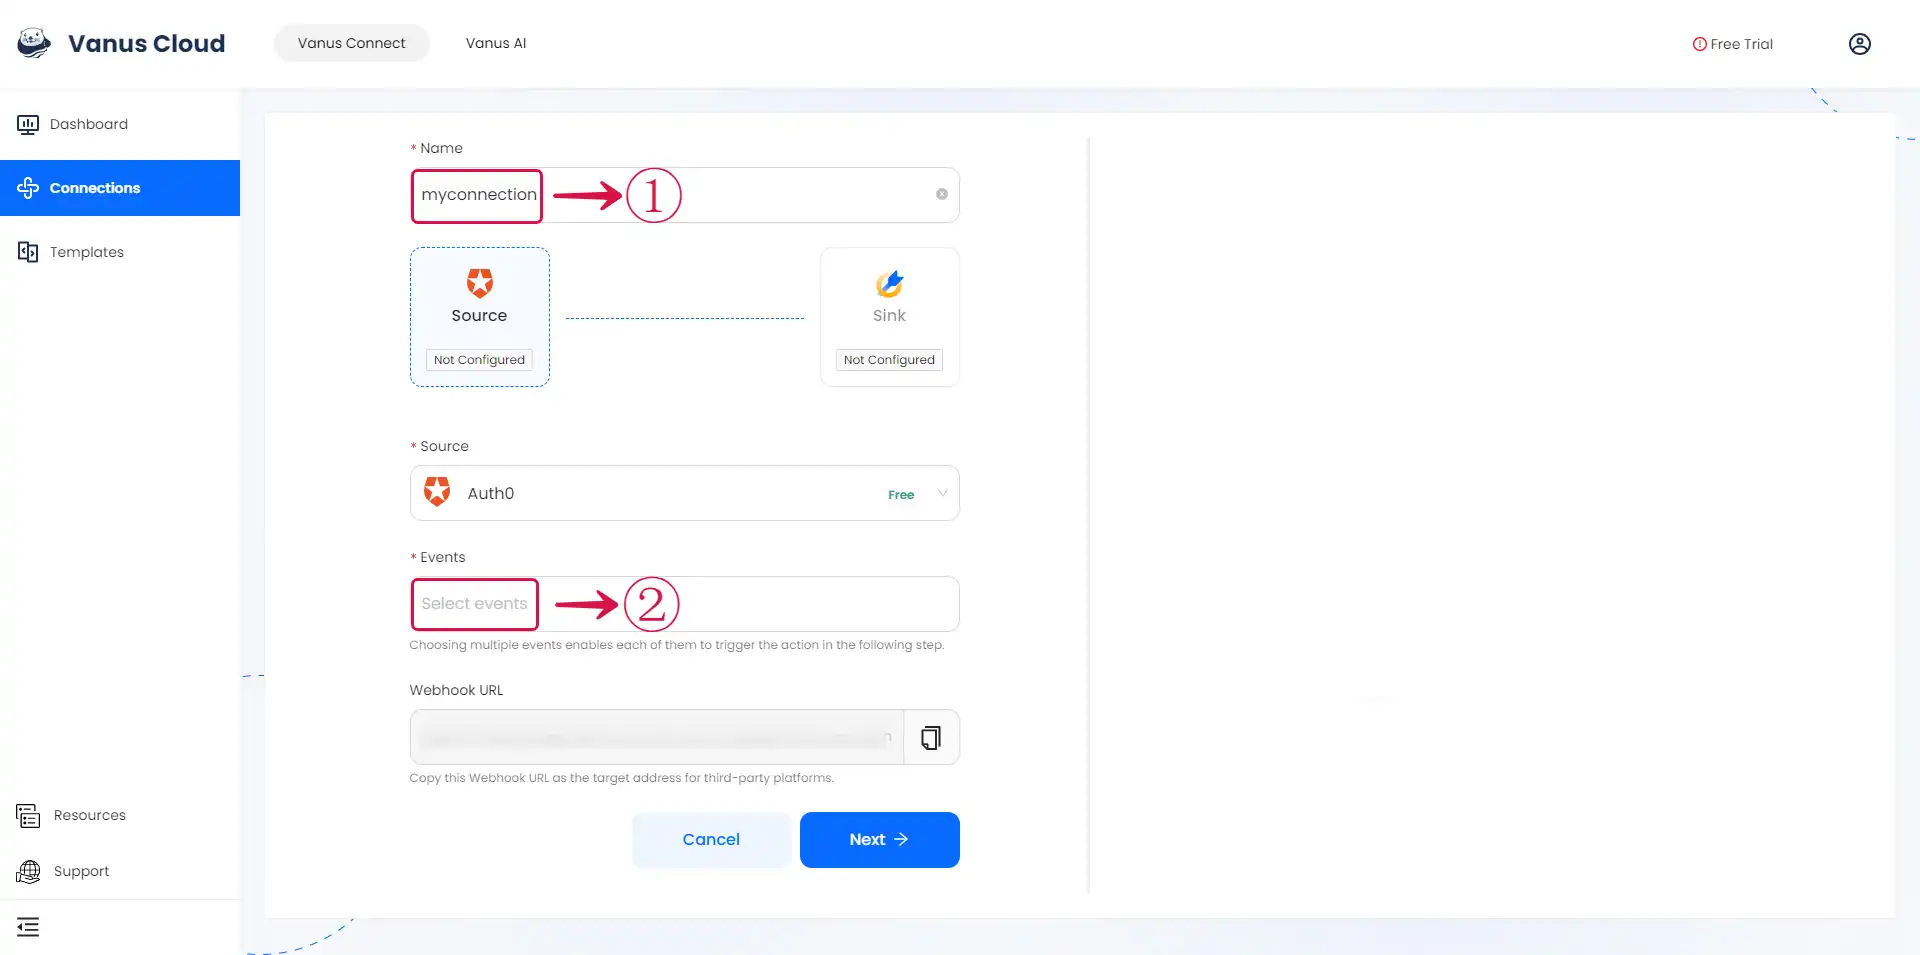 Vanus Cloud
Vanus Connect
Vanus AI
Free Trial
Dashboard
Connections
Templates
Resources
Support
* Name
myconnection
1
Source
Not Configured
Sink
Not Configured
* Source
Auth0
Free
* Events
Select events
2
Choosing multiple events enables each of them to trigger the action in the following step.
Webhook URL
Copy this Webhook URL as the target address for third-party platforms.
Cancel
Next